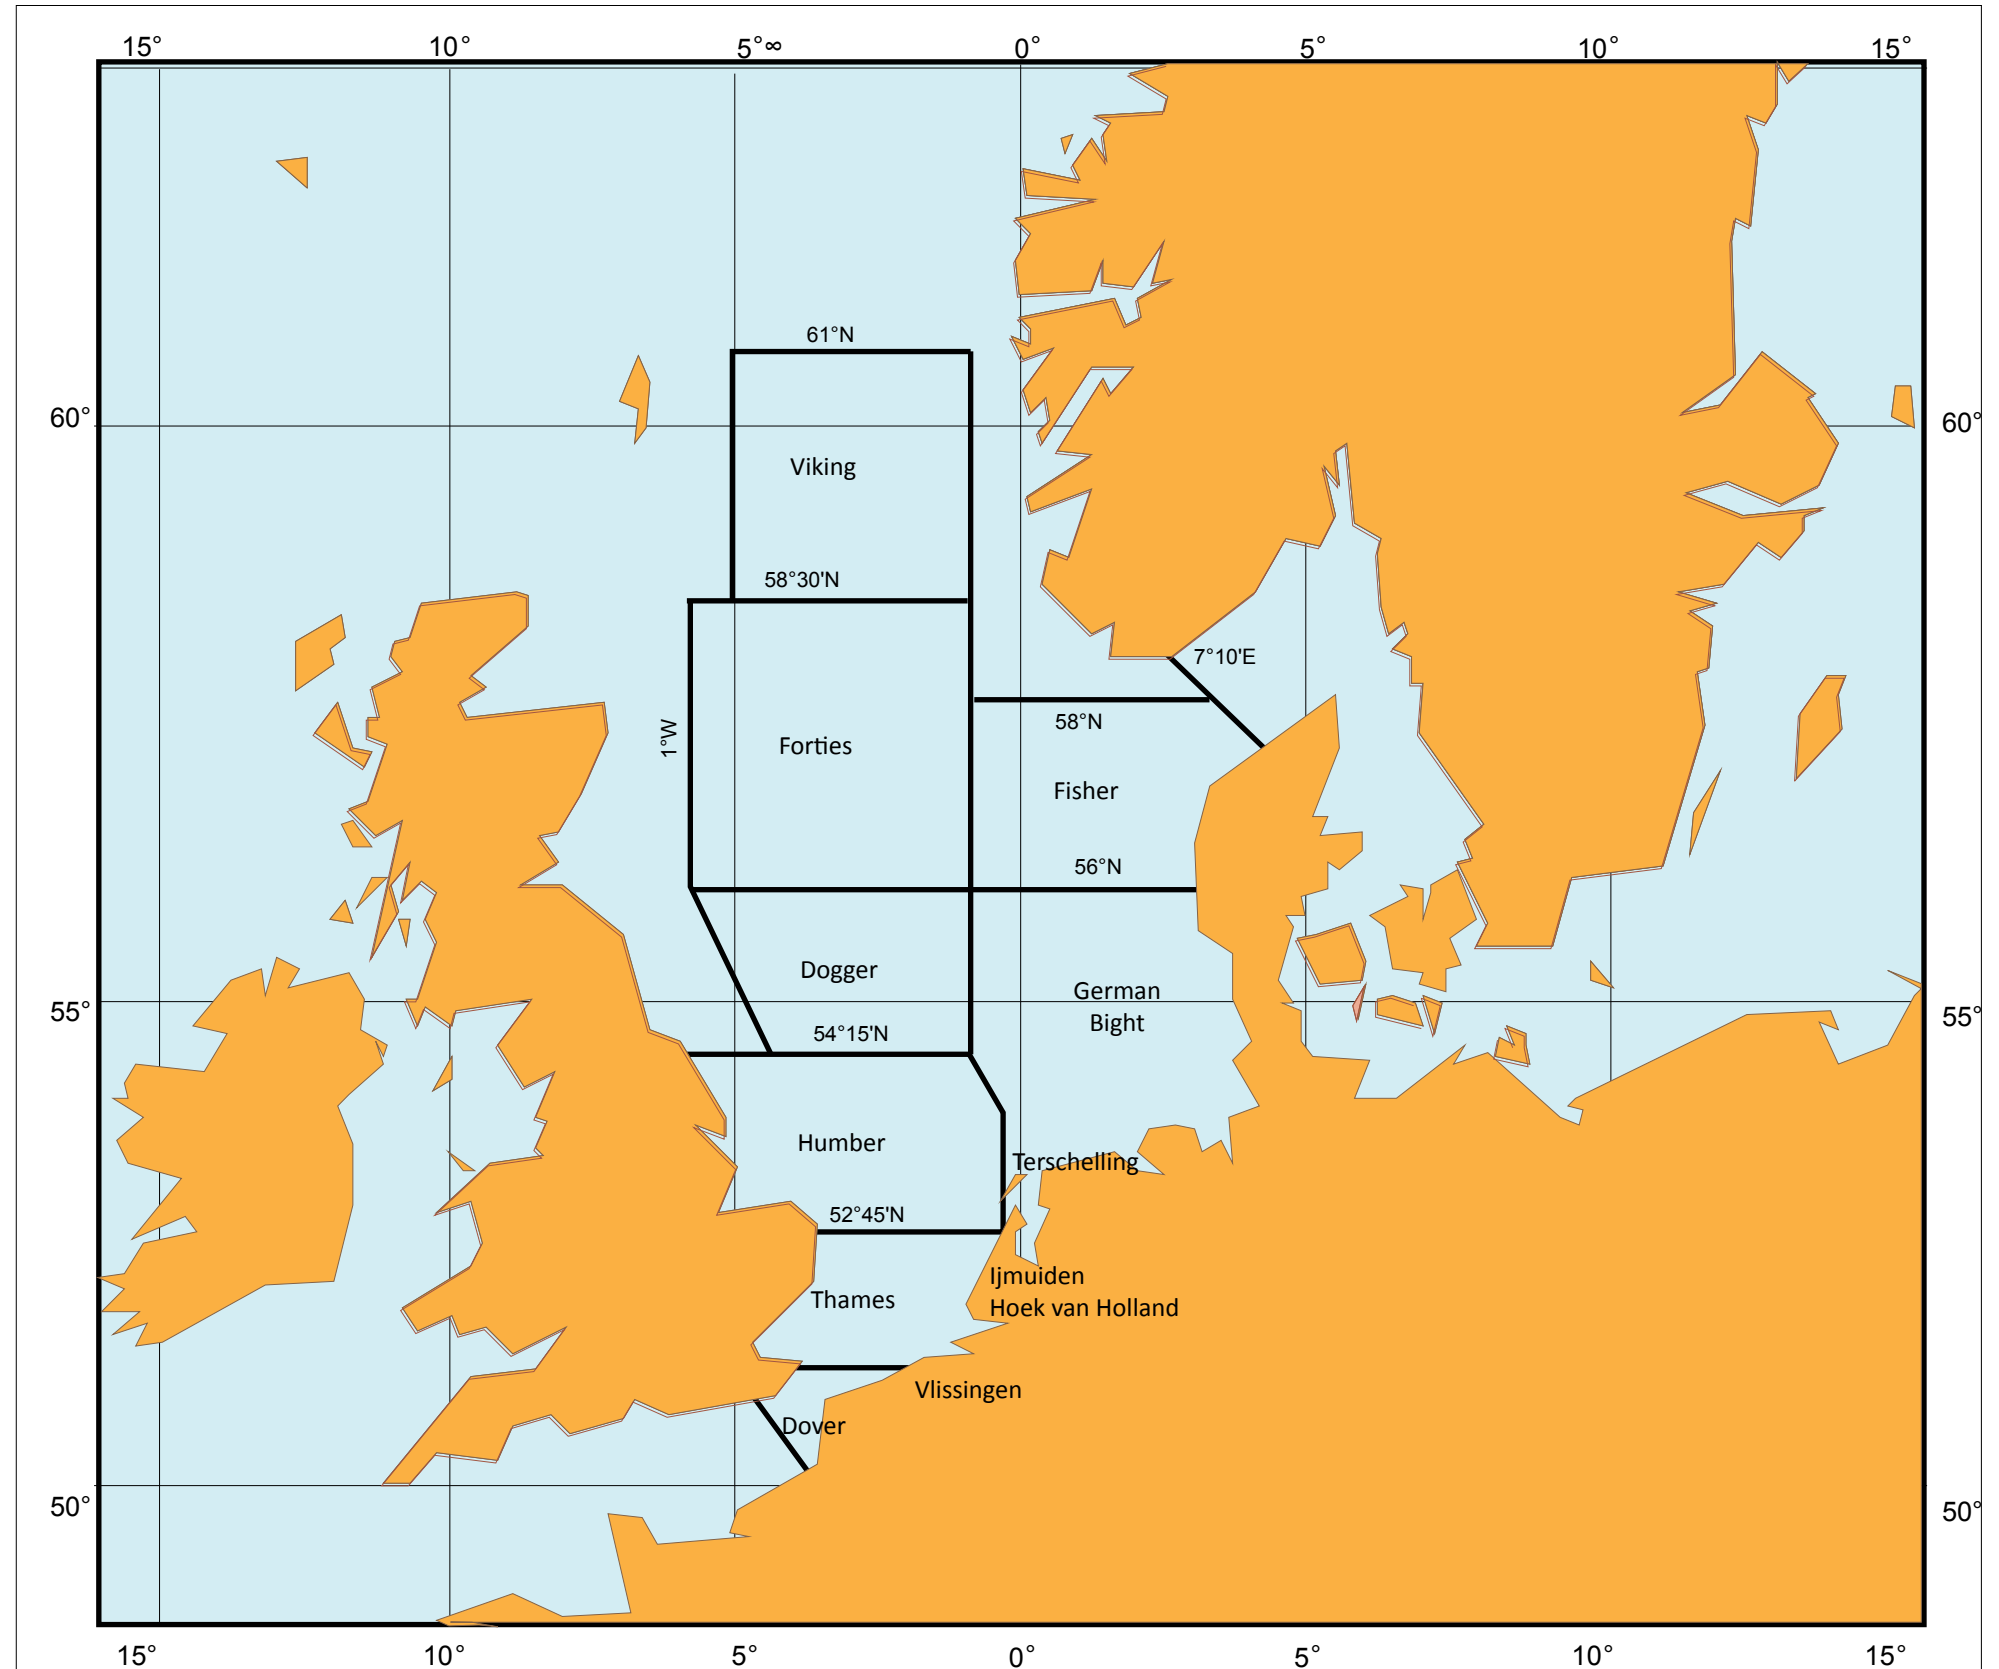 15° 10° 5°∞ 0° 5° 10° 15°
61°N
60° 60°
Viking
58°30'N
7°10'E
58°N
1°W
Forties
Fisher
56°N
Dogger
German
Bight
55° 55°
54°15'N
Humber
Terschelling
52°45'N
Ijmuiden
Thames
Hoek van Holland
Vlissingen
Dover
50° 50°
15° 10° 5° 0° 5° 10° 15°